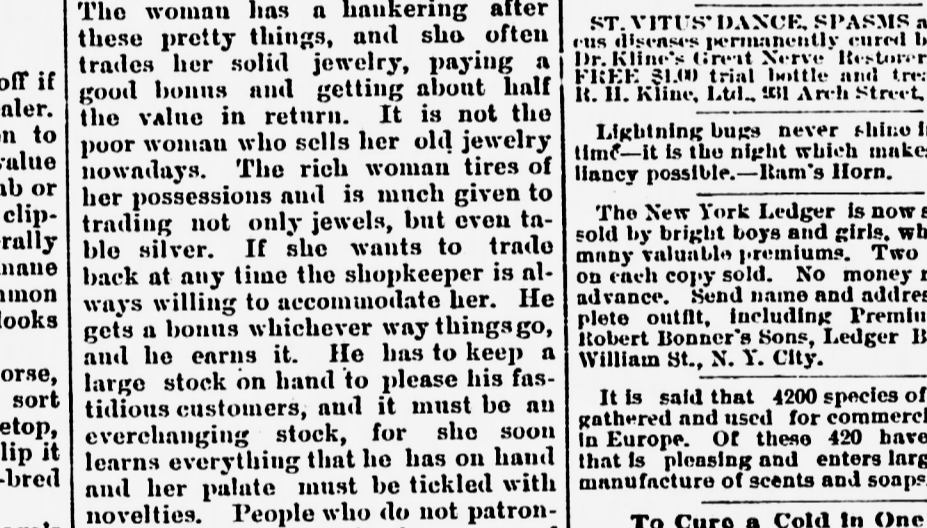 off if
aler.
n to
value
ab or
clip-
rally
mane
mmon
looks
orse,
sort
etop,
lip it
-bred
The woman has a hankering after
these pretty things, and she often
trades her solid jewelry, paying a
good bonus and getting about half
the value in return. It is not the
poor woman who sells her old jewelry
nowadays. The rich woman tires of
her possessions and is much given to
trading not only jewels, but even ta-
ble silver. If she wants to trade
back at any time the shopkeeper is al-
ways willing to accommodate her. He
gets a bonus whichever way things go,
and he earns it. He has to keep a
large stock on hand to please his fas-
tidious customers, and it must be an
everchanging stock, for she soon
learns everything that he has on hand
and her palate must be tickled with
novelties. People who do not patron-
ST. VITUS' DANCE, SPASMS a
ous diseases permanently cured b
Dr. Kline's Great Nerve Restorer
FREE $1.00 trial bottle and trea
R. H. Kline, Ltd., 931 Arch Street,
Lightning bugs never shine i
time—it is the night which make
liancy possible.—Ram's Horn.
The New York Ledger is now s
sold by bright boys and girls, wh
many valuable premiums. Two
on each copy sold. No money r
advance. Send name and addres
plete outfit, including Premiu
Robert Bonner's Sons, Ledger B
William St., N. Y. City.
It is said that 4200 species of
gathered and used for commerc
in Europe. Of these 420 have
that is pleasing and enters larg
manufacture of scents and soaps
To Cure a Cold in One